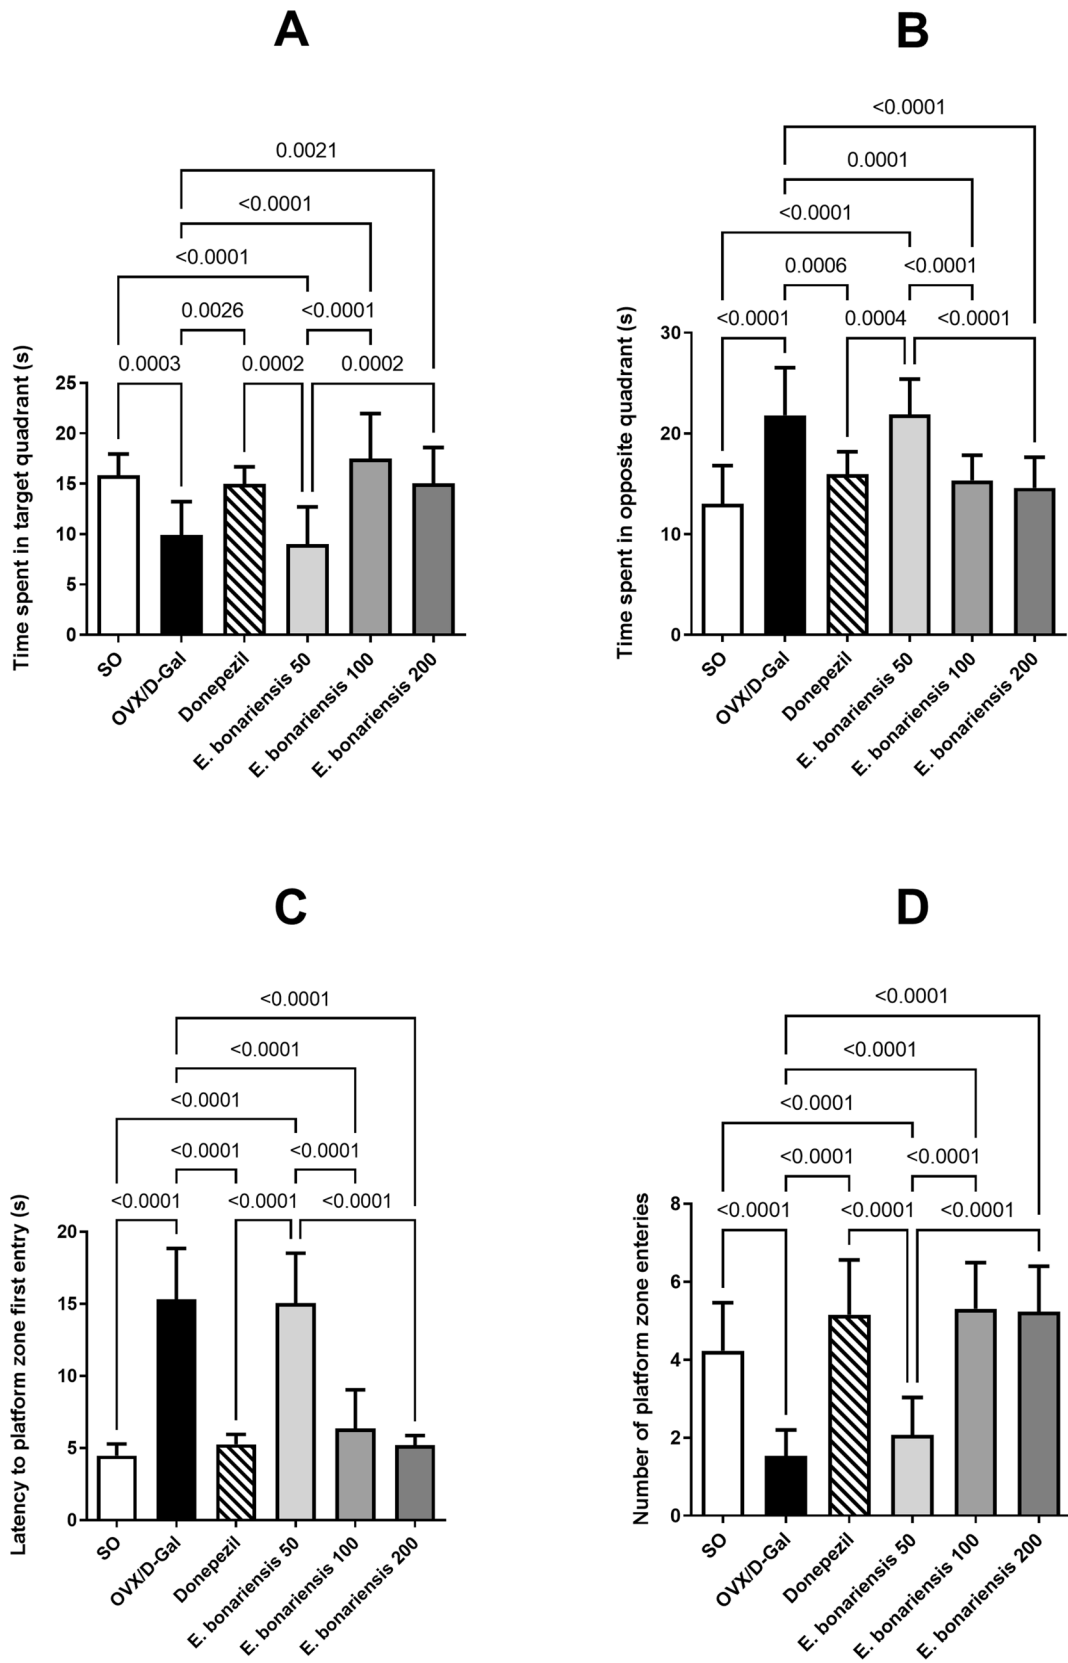 A
0.0021
<0.0001
<0.0001
0.0026
<0.0001
0.0003
0.0002
0.0002
Time spent in target quadrant (s)
25
20
15
10
5
0
SO
OVX/D-Gal
Donepezil
E. bonariensis 50
E. bonariensis 100
E. bonariensis 200
B
<0.0001
0.0001
<0.0001
0.0006
<0.0001
<0.0001
0.0004
<0.0001
Time spent in opposite quadrant (s)
30
20
10
0
SO
OVX/D-Gal
Donepezil
E. bonariensis 50
E. bonariensis 100
E. bonariensis 200
C
<0.0001
<0.0001
<0.0001
<0.0001
<0.0001
<0.0001
<0.0001
<0.0001
Latency to platform zone first entry (s)
20
15
10
5
0
SO
OVX/D-Gal
Donepezil
E. bonariensis 50
E. bonariensis 100
E. bonariensis 200
D
<0.0001
<0.0001
<0.0001
<0.0001
<0.0001
<0.0001
<0.0001
<0.0001
Number of platform zone enteries
8
6
4
2
0
SO
OVX/D-Gal
Donepezil
E. bonariensis 50
E. bonariensis 100
E. bonariensis 200